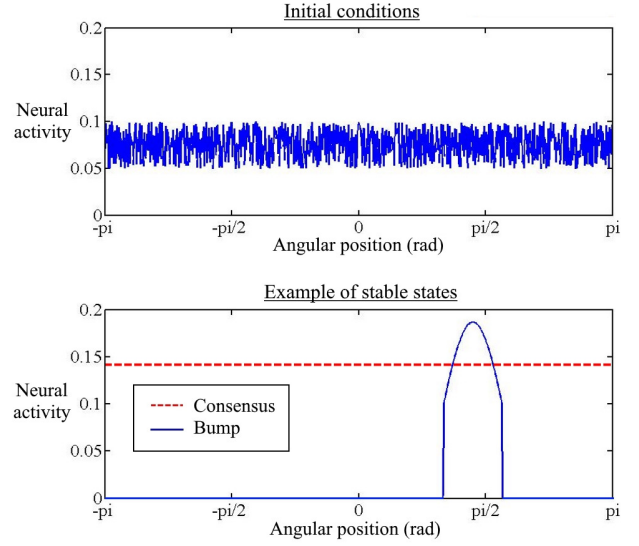 Initial conditions
0.2
0.15
Neural
activity
0.1
0.05
0
-pi
-pi/2
0
pi/2
pi
Angular position (rad)
Example of stable states
0.2
0.15
Neural
activity
0.1
0.05
0
Consensus
Bump
-pi
-pi/2
0
pi/2
pi
Angular position (rad)